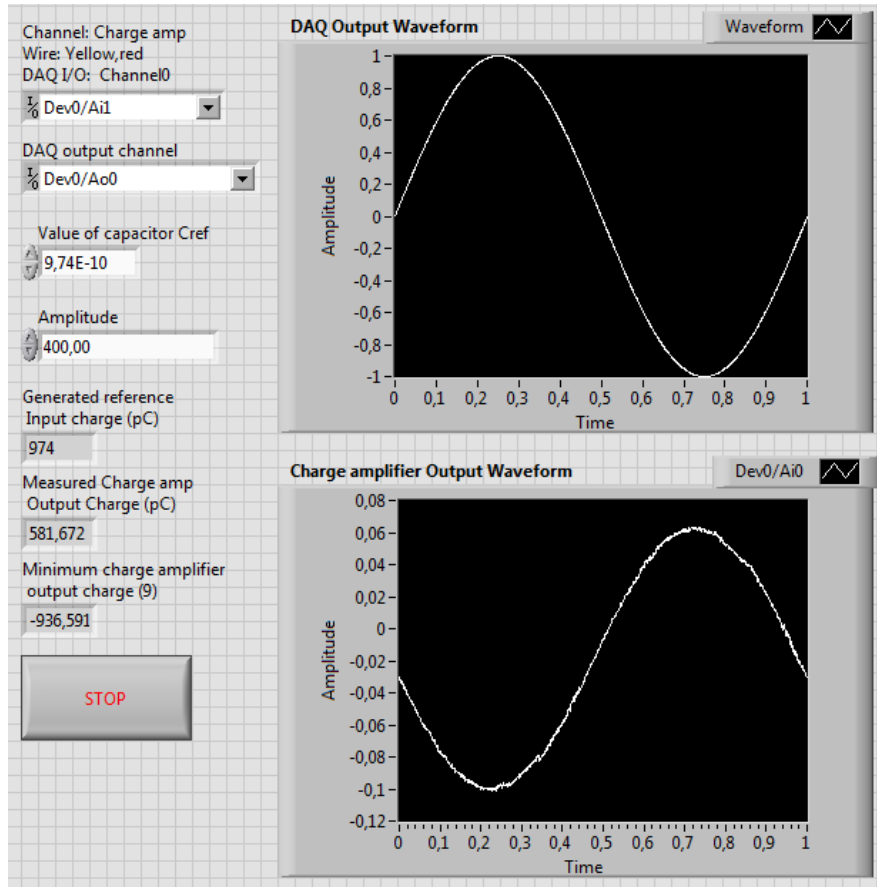 Channel: Charge amp
Wire: Yellow,red
DAQ I/O: Channel0
Dev0/Ai1
DAQ output channel
Dev0/Ao0
Value of capacitor Cref
9,74E-10
Amplitude
400,00
Generated reference
Input charge (pC)
974
Measured Charge amp
Output Charge (pC)
581,672
Minimum charge amplifier
output charge (9)
-936,591
STOP
DAQ Output Waveform
Waveform
Amplitude
1
0,8
0,6
0,4
0,2
0
-0,2
-0,4
-0,6
-0,8
-1
0 0,1 0,2 0,3 0,4 0,5 0,6 0,7 0,8 0,9 1
Time
Charge amplifier Output Waveform
Dev0/Ai0
Amplitude
0,08
0,06
0,04
0,02
0
-0,02
-0,04
-0,06
-0,08
-0,1
-0,12
0 0,1 0,2 0,3 0,4 0,5 0,6 0,7 0,8 0,9 1
Time